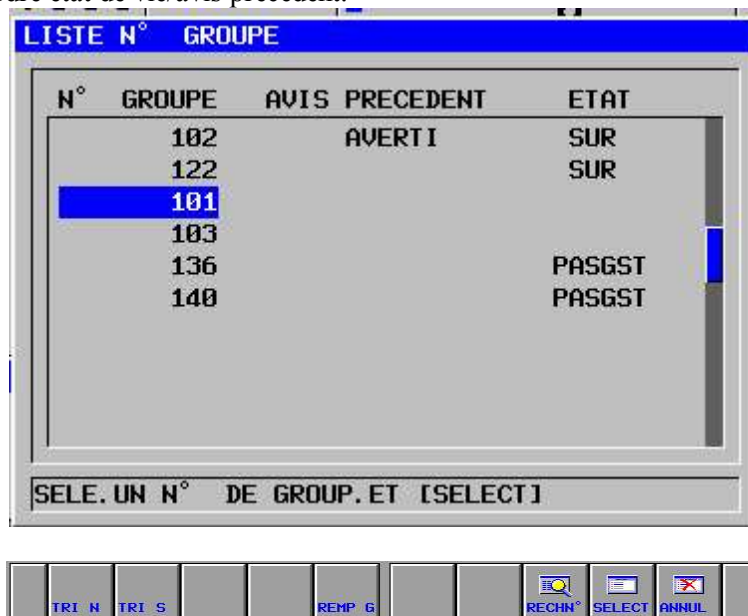 LISTE N° GROUPE
N° GROUPE AVIS PRECEDENT ETAT
102 AVERTI SUR
122 SUR
101
103
136 PASGST
140 PASGST
SELE.UN N° DE GROUP.ET [SELECT]
TRI N TRI S REMP G RECHN° SELECT ANNUL